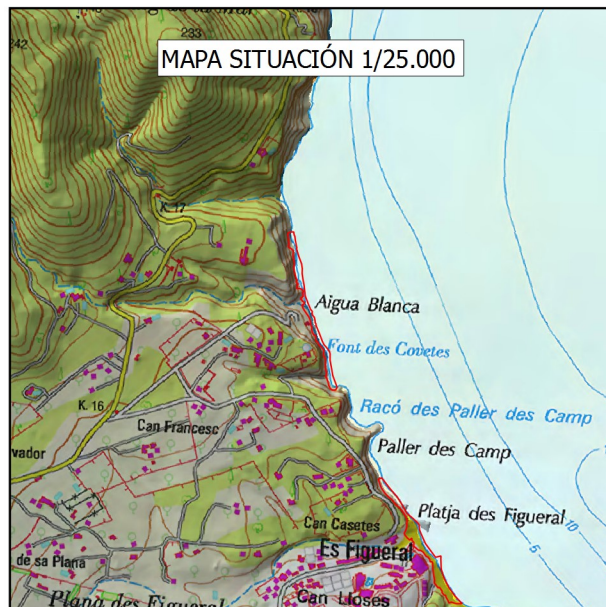 233
242
MAPA SITUACIÓN 1/25.000
K. 17
Aigua Blanca
Font des Covetes
K. 16
Racó des Paller des Camp
Can Francesc
vador
Paller des Camp
Platja des Figueral
Can Casetes
5
10
Es Figueral
de sa Plana
Plana des Figueral
Can Lloses